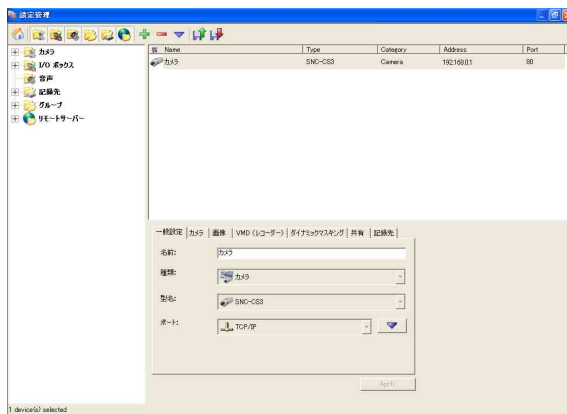 設定管理
カメラ
I/O ボックス
音声
記録先
グループ
リモートサーバー
Name Type Category Address Port
カメラ SNC-CS3 Camera 192.168.0.1 80
一般設定 カメラ 画像 VMD (レコーダー) ダイナミックマスキング 共有 記録先
名前: カメラ
種類: カメラ
型名: SNC-CS3
ポート: TCP/IP
Apply
1 device(s) selected